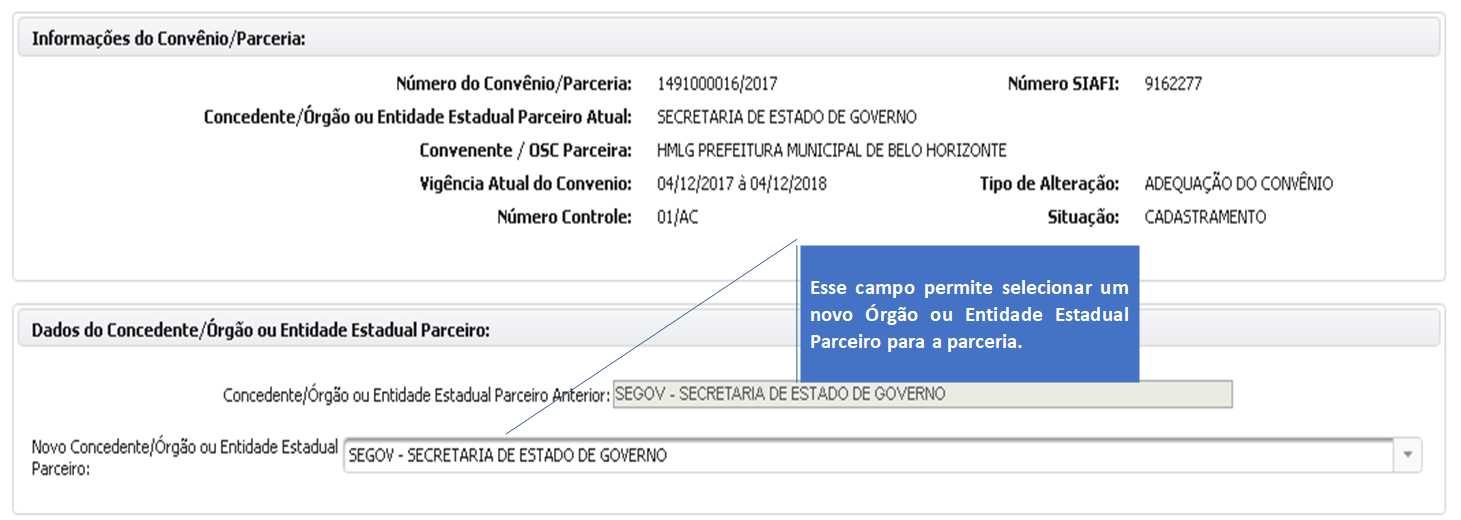 Informações do Convênio/Parceria:
Número do Convênio/Parceria: 1491000016/2017 Número SIAFI: 9162277
Concedente/Órgão ou Entidade Estadual Parceiro Atual: SECRETARIA DE ESTADO DE GOVERNO
Convenente / OSC Parceira: HMLG PREFEITURA MUNICIPAL DE BELO HORIZONTE
Vigência Atual do Convenio: 04/12/2017 à 04/12/2018 Tipo de Alteração: ADEQUAÇÃO DO CONVÊNIO
Número Controle: 01/AC Situação: CADASTRAMENTO
Esse campo permite selecionar um
novo Órgão ou Entidade Estadual
Parceiro para a parceria.
Dados do Concedente/Órgão ou Entidade Estadual Parceiro:
Concedente/Órgão ou Entidade Estadual Parceiro Anterior: SEGOV - SECRETARIA DE ESTADO DE GOVERNO
Novo Concedente/Órgão ou Entidade Estadual
Parceiro:
SEGOV - SECRETARIA DE ESTADO DE GOVERNO